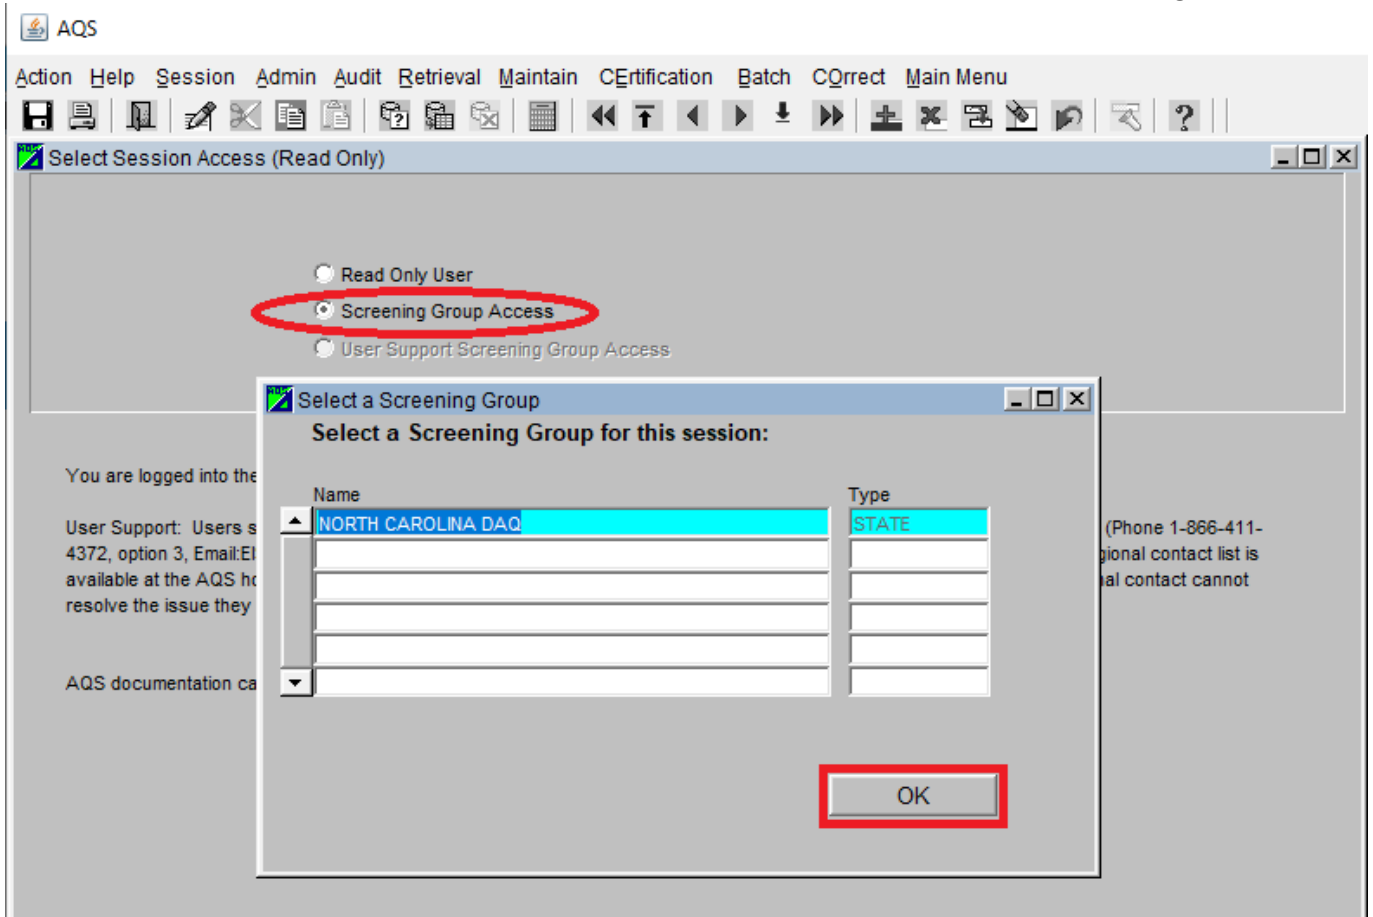 AQS
Action Help Session Admin Audit Retrieval Maintain CErtification Batch COrrect Main Menu
Select Session Access (Read Only)
Read Only User
Screening Group Access
User Support Screening Group Access
Select a Screening Group
Select a Screening Group for this session:
You are logged into the
Name Type
NORTH CAROLINA DAQ STATE
User Support: Users s (Phone 1-866-411-
4372, option 3, Email:El gional contact list is
available at the AQS ho al contact cannot
resolve the issue they
AQS documentation ca
OK